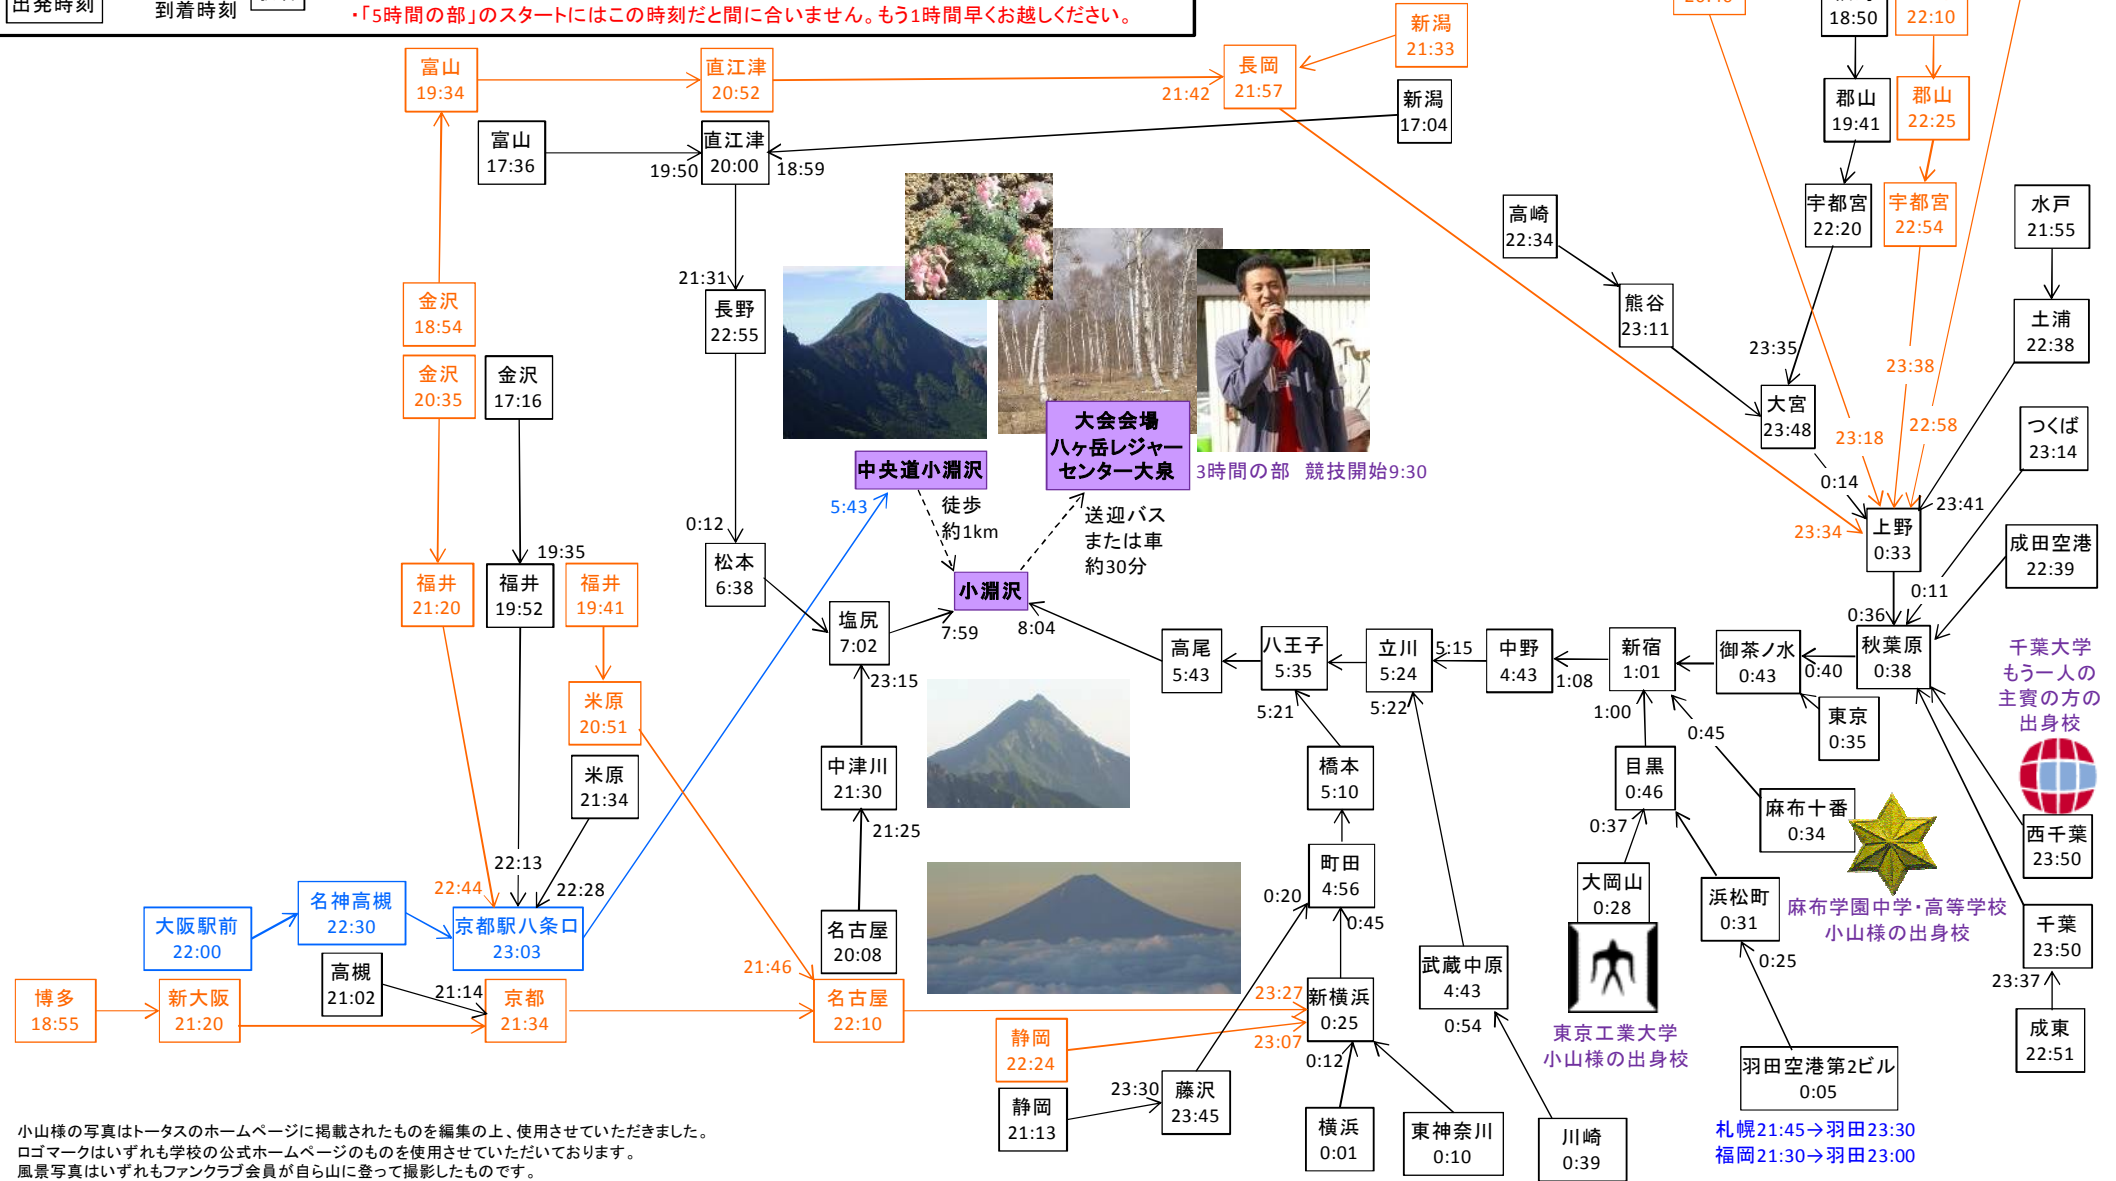 出発時刻
到着時刻
・「5時間の部」のスタートにはこの時刻だと間に合いません。もう1時間早くお越しください。
18:50
22:10
新潟
21:33
富山
19:34
直江津
20:52
21:42
長岡
21:57
新潟
17:04
郡山
19:41
郡山
22:25
富山
17:36
19:50
直江津
20:00
18:59
高崎
22:34
宇都宮
22:20
宇都宮
22:54
水戸
21:55
21:31
長野
22:55
金沢
18:54
熊谷
23:11
土浦
22:38
23:35
23:38
金沢
20:35
金沢
17:16
大宮
23:48
23:18
22:58
つくば
23:14
大会会場
八ヶ岳レジャー
センター大泉
3時間の部 競技開始9:30
中央道小淵沢
5:43
徒歩
約1km
送迎バス
または車
約30分
0:14
23:41
23:34
上野
0:33
成田空港
22:39
0:12
松本
6:38
19:35
福井
21:20
福井
19:52
福井
19:41
小淵沢
7:59
8:04
塩尻
7:02
0:11
0:36
高尾
5:43
八王子
5:35
立川
5:24
5:15
中野
4:43
1:08
新宿
1:01
御茶ノ水
0:43
0:40
秋葉原
0:38
千葉大学
もう一人の
主賓の方の
出身校
23:15
米原
20:51
5:21
5:22
1:00
0:45
東京
0:35
中津川
21:30
米原
21:34
橋本
5:10
目黒
0:46
麻布十番
0:34
21:25
0:37
西千葉
23:50
22:13
22:44
22:28
町田
4:56
0:20
0:45
大岡山
0:28
浜松町
0:31
麻布学園中学・高等学校
小山様の出身校
名神高槻
22:30
大阪駅前
22:00
京都駅八条口
23:03
名古屋
20:08
千葉
23:50
高槻
21:02
21:14
21:46
武蔵中原
4:43
0:25
23:37
博多
18:55
新大阪
21:20
京都
21:34
名古屋
22:10
23:27
新横浜
0:25
静岡
22:24
23:07
0:12
0:54
東京工業大学
小山様の出身校
成東
22:51
羽田空港第2ビル
0:05
静岡
21:13
23:30
藤沢
23:45
横浜
0:01
東神奈川
0:10
川崎
0:39
札幌21:45→羽田23:30
福岡21:30→羽田23:00
小山様の写真はトータスのホームページに掲載されたものを編集の上、使用させていただきました。
ロゴマークはいずれも学校の公式ホームページのものを使用させていただいております。
風景写真はいずれもファンクラブ会員が自ら山に登って撮影したものです。